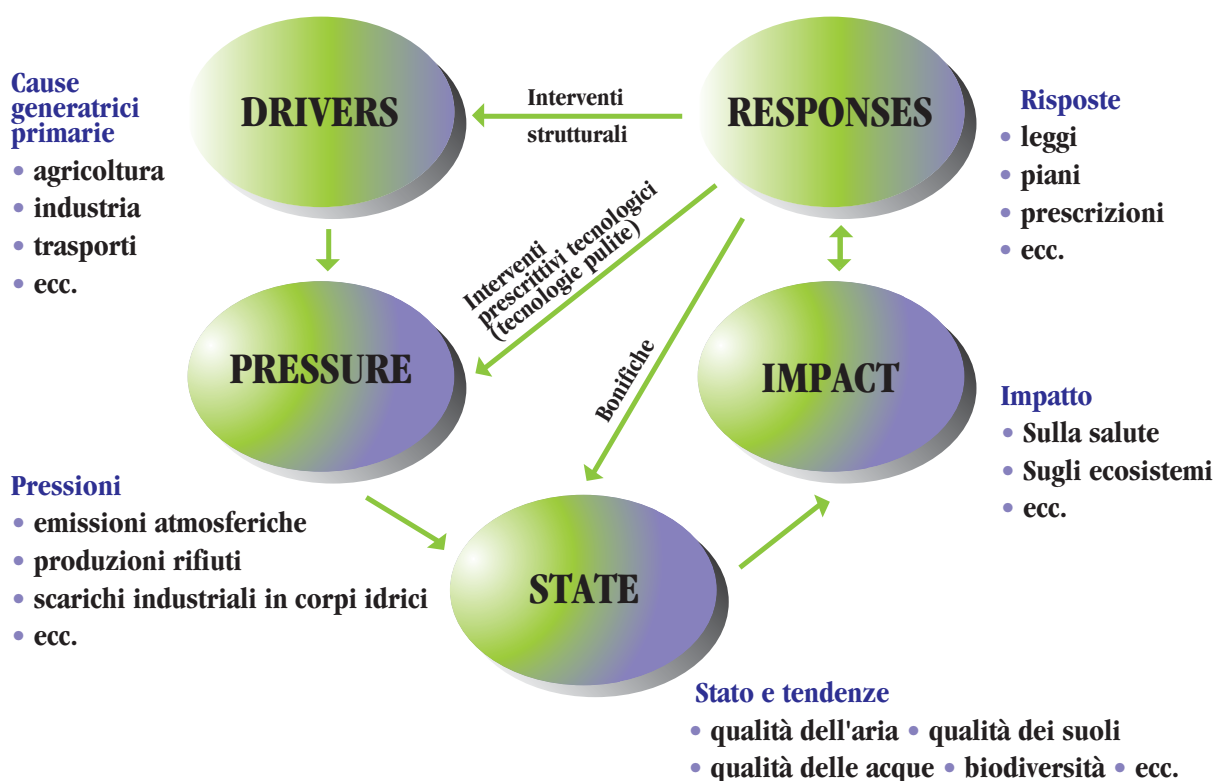 Cause
generatrici
primarie
• agricoltura
• industria
• trasporti
• ecc.
DRIVERS
Interventi
strutturali
RESPONSES
Risposte
• leggi
• piani
• prescrizioni
• ecc.
Interventi
prescrittivi tecnologici
(tecnologie pulite)
Bonifiche
PRESSURE
IMPACT
Impatto
• Sulla salute
• Sugli ecosistemi
• ecc.
Pressioni
• emissioni atmosferiche
• produzioni rifiuti
• scarichi industriali in corpi idrici
• ecc.
STATE
Stato e tendenze
• qualità dell'aria • qualità dei suoli
• qualità delle acque • biodiversità • ecc.